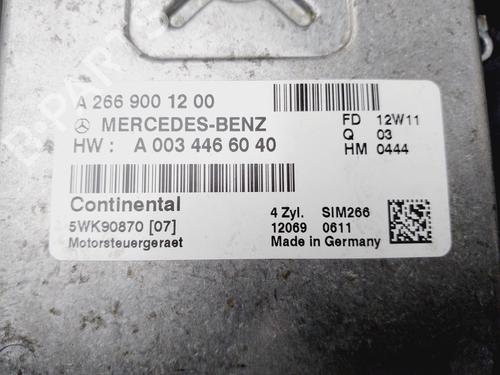 A 266 900 12 00
MERCEDES-BENZ
HW : A 003 446 60 40
FD 12W11
Q 03
HM 0444
Continental
5WK90870 [07]
Motorsteuergeraet
4 Zyl. SIM266
12069 0611
Made in Germany
B-PARTS